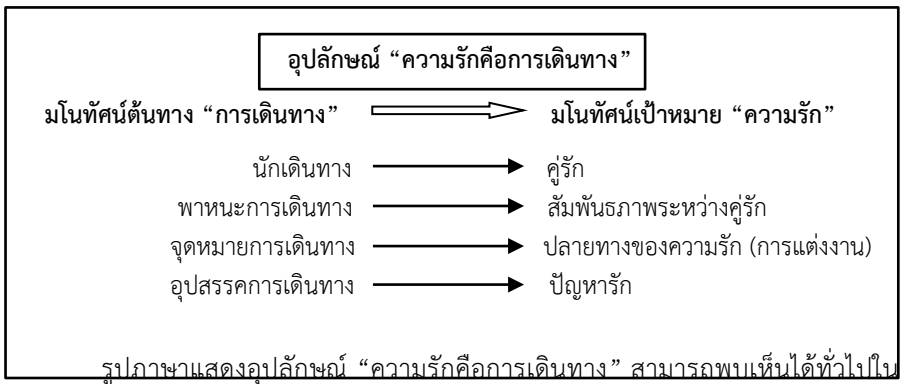 อุปลักษณ์ “ความรักคือการเดินทาง”
มโนทัศน์ต้นทาง “การเดินทาง” มโนทัศน์เป้าหมาย “ความรัก”
นักเดินทาง คู่รัก
พาหนะการเดินทาง สัมพันธภาพระหว่างคู่รัก
จุดหมายการเดินทาง ปลายทางของความรัก (การแต่งงาน)
อุปสรรคการเดินทาง ปัญหารัก
รูปภาษาแสดงอุปลักษณ์ “ความรักคือการเดินทาง” สามารถพบเห็นได้ทั่วไปใน